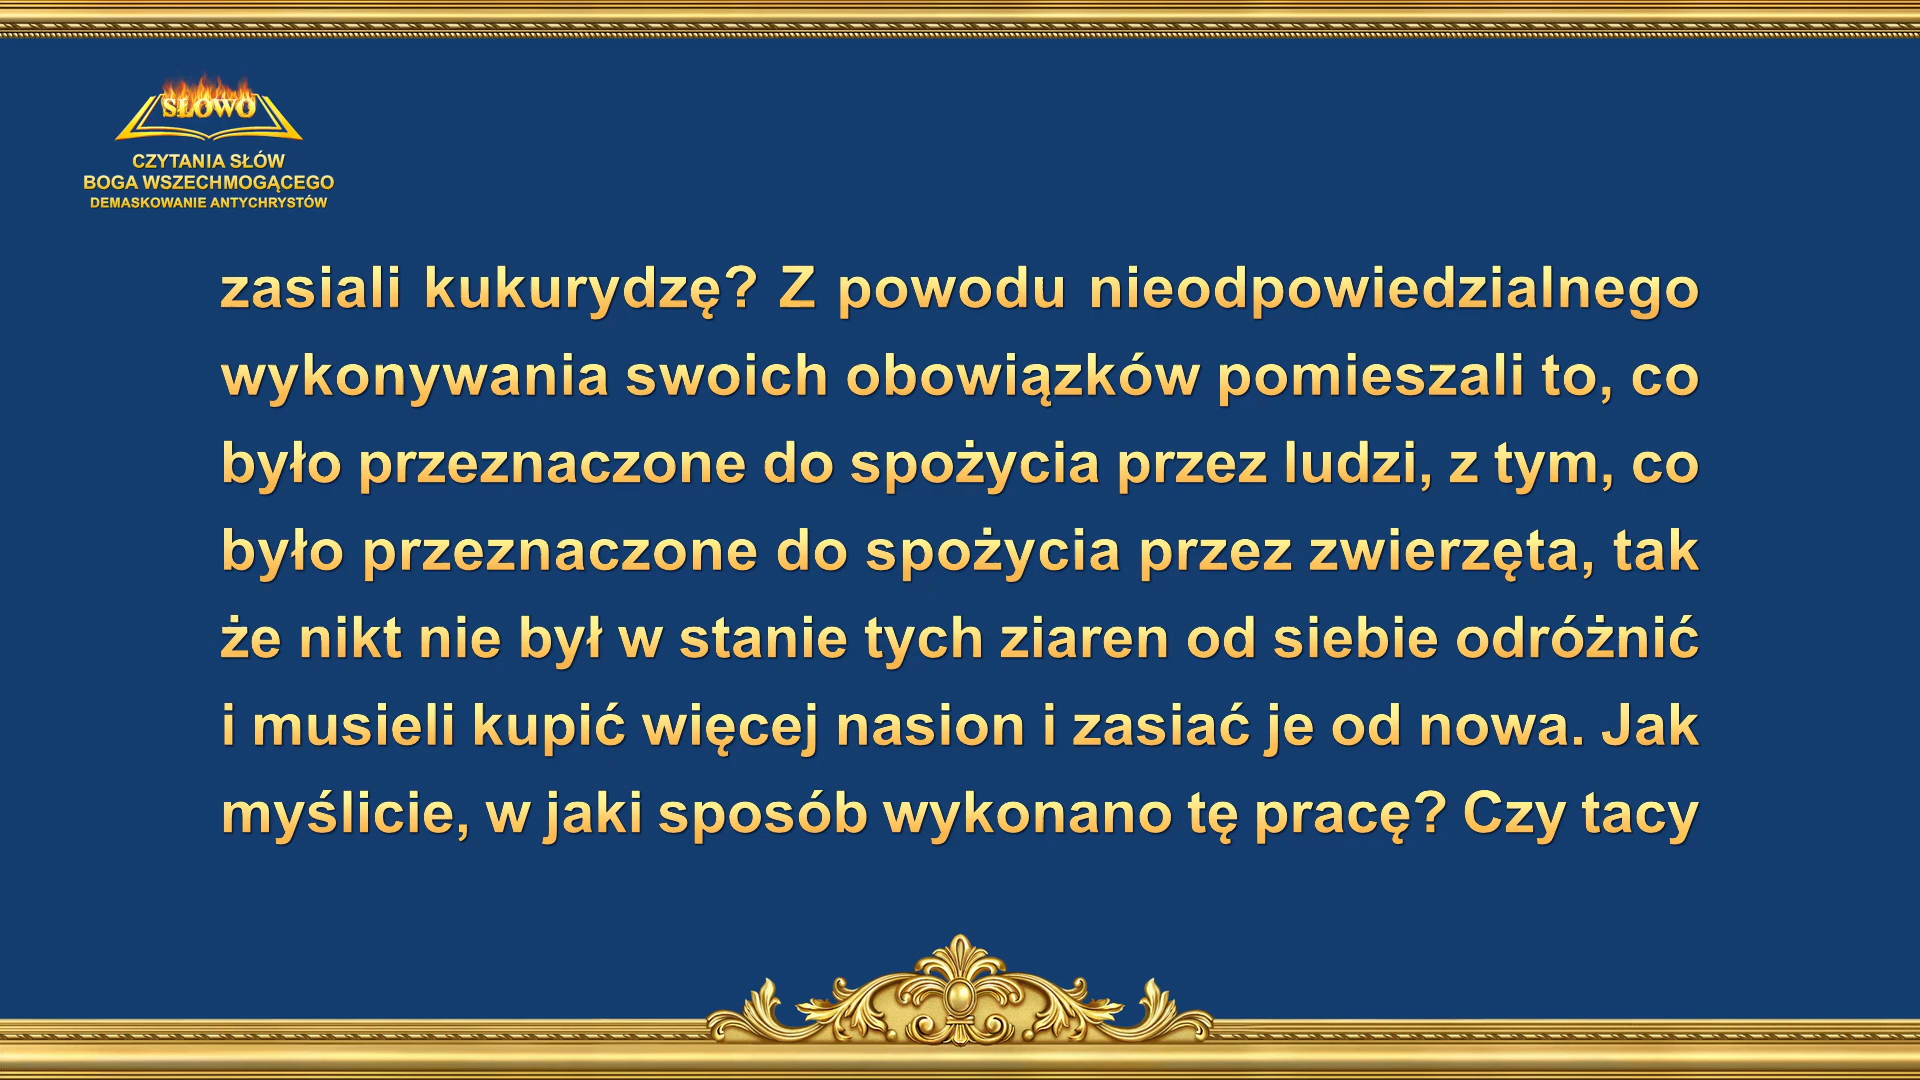 SŁOWO
CZYTANIA SŁÓW
BOGA WSZECHMOGĄCEGO
DEMASKOWANIE ANTYCHRYSTÓW
zasiali kukurydzę? Z powodu nieodpowiedzialnego
wykonywania swoich obowiązków pomieszali to, co
było przeznaczone do spożycia przez ludzi, z tym, co
było przeznaczone do spożycia przez zwierzęta, tak
że nikt nie był w stanie tych ziaren od siebie odróżnić
i musieli kupić więcej nasion i zasiać je od nowa. Jak
myślicie, w jaki sposób wykonano tę pracę? Czy tacy